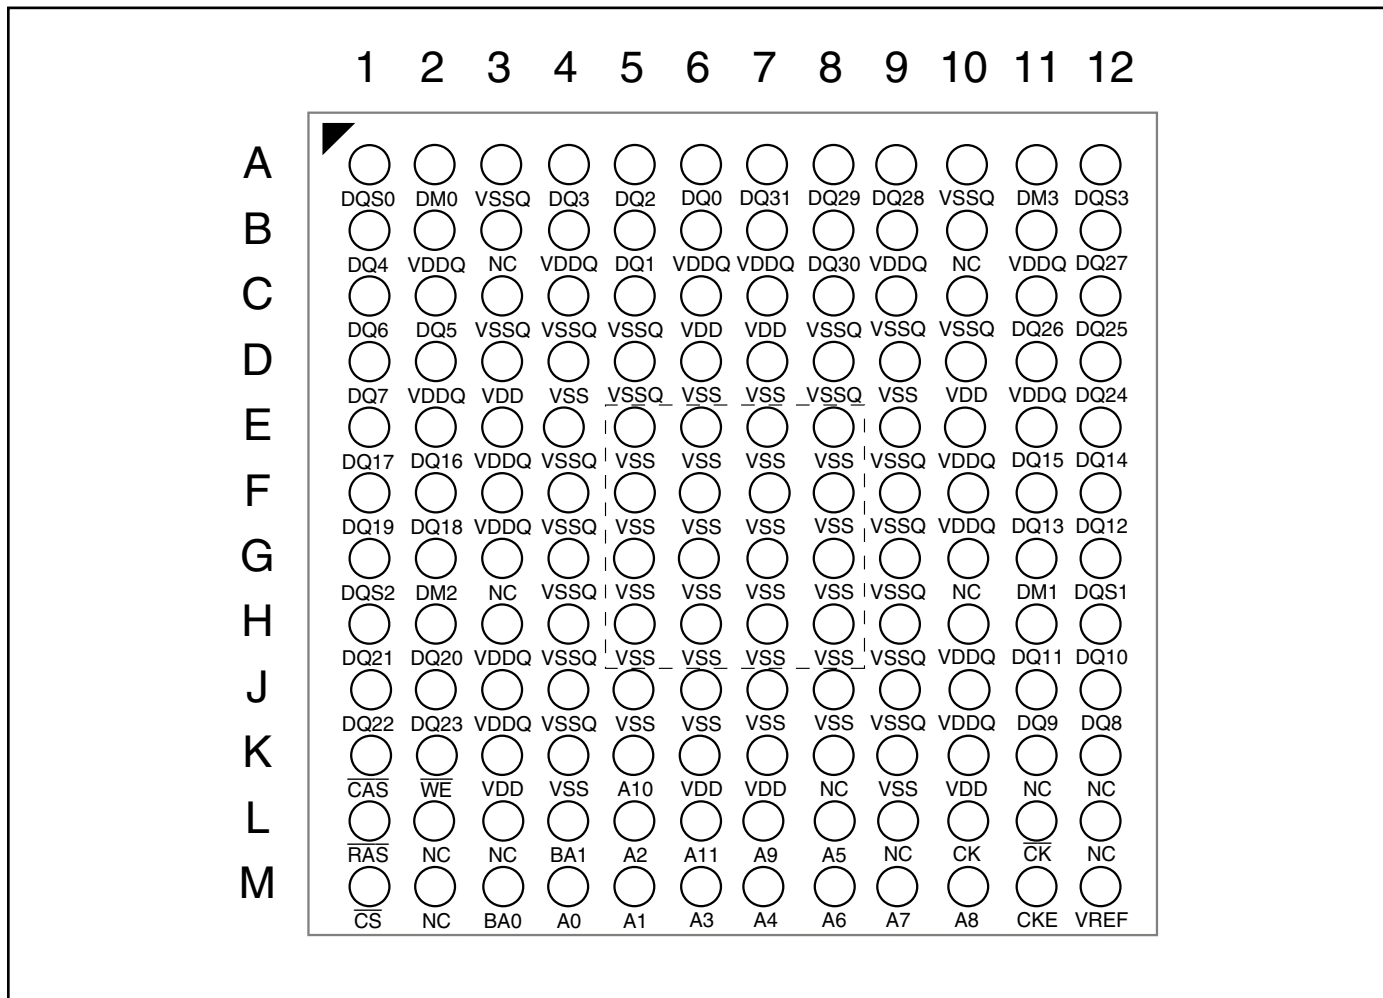 1 2 3 4 5 6 7 8 9 10 11 12
A
DQS0 DM0 VSSQ DQ3 DQ2 DQ0 DQ31 DQ29 DQ28 VSSQ DM3 DQS3
B
DQ4 VDDQ NC VDDQ DQ1 VDDQ VDDQ DQ30 VDDQ NC VDDQ DQ27
C
DQ6 DQ5 VSSQ VSSQ VSSQ VDD VDD VSSQ VSSQ VSSQ DQ26 DQ25
D
DQ7 VDDQ VDD VSS VSSQ VSS VSS VSSQ VSS VDD VDDQ DQ24
E
DQ17 DQ16 VDDQ VSSQ VSS VSS VSS VSS VSSQ VDDQ DQ15 DQ14
F
DQ19 DQ18 VDDQ VSSQ VSS VSS VSS VSS VSSQ VDDQ DQ13 DQ12
G
DQS2 DM2 NC VSSQ VSS VSS VSS VSS VSSQ NC DM1 DQS1
H
DQ21 DQ20 VDDQ VSSQ VSS VSS VSS VSS VSSQ VDDQ DQ11 DQ10
J
DQ22 DQ23 VDDQ VSSQ VSS VSS VSS VSS VSSQ VDDQ DQ9 DQ8
K
C̅A̅S̅ W̅E̅ VDD VSS A10 VDD VDD NC VSS VDD NC NC
L
R̅A̅S̅ NC NC BA1 A2 A11 A9 A5 NC CK C̅K̅ NC
M
C̅S̅ NC BA0 A0 A1 A3 A4 A6 A7 A8 CKE VREF